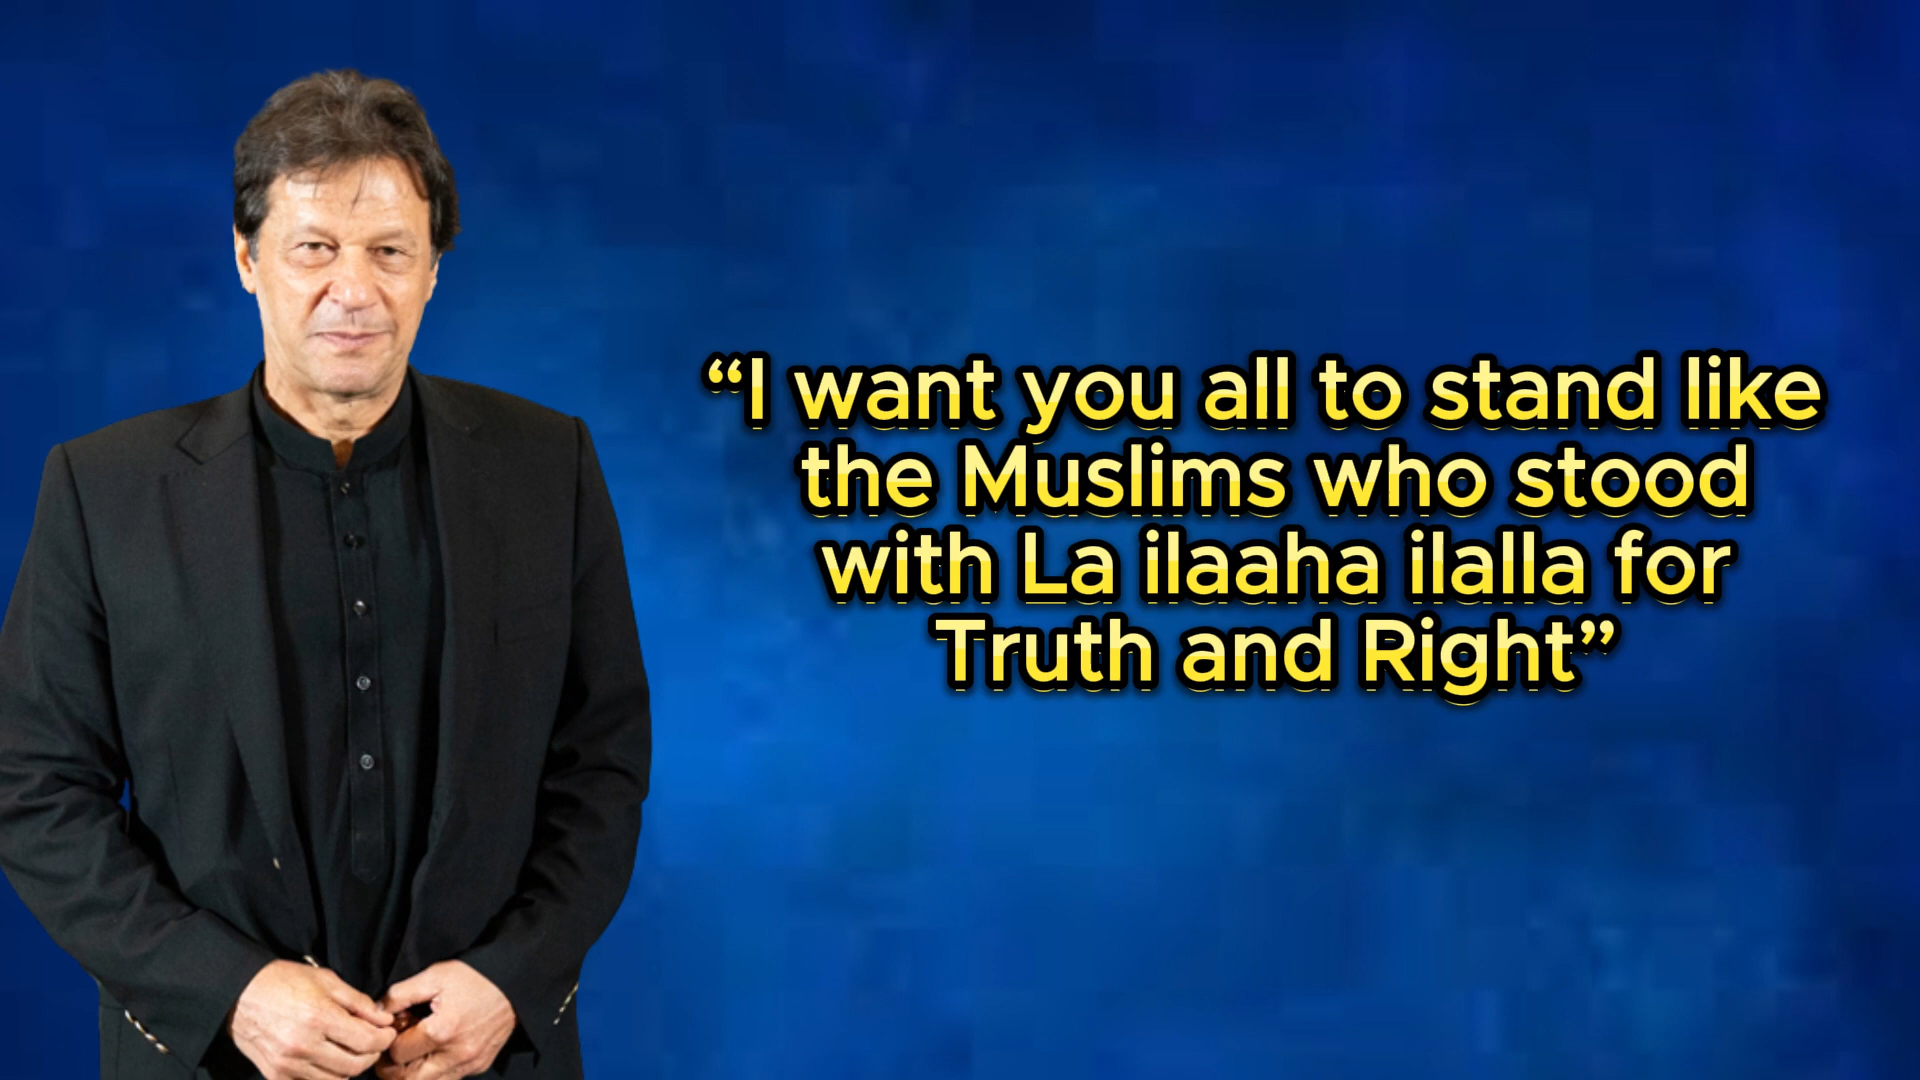 “I want you all to stand like
the Muslims who stood
with La ilaaha ilalla for
Truth and Right”